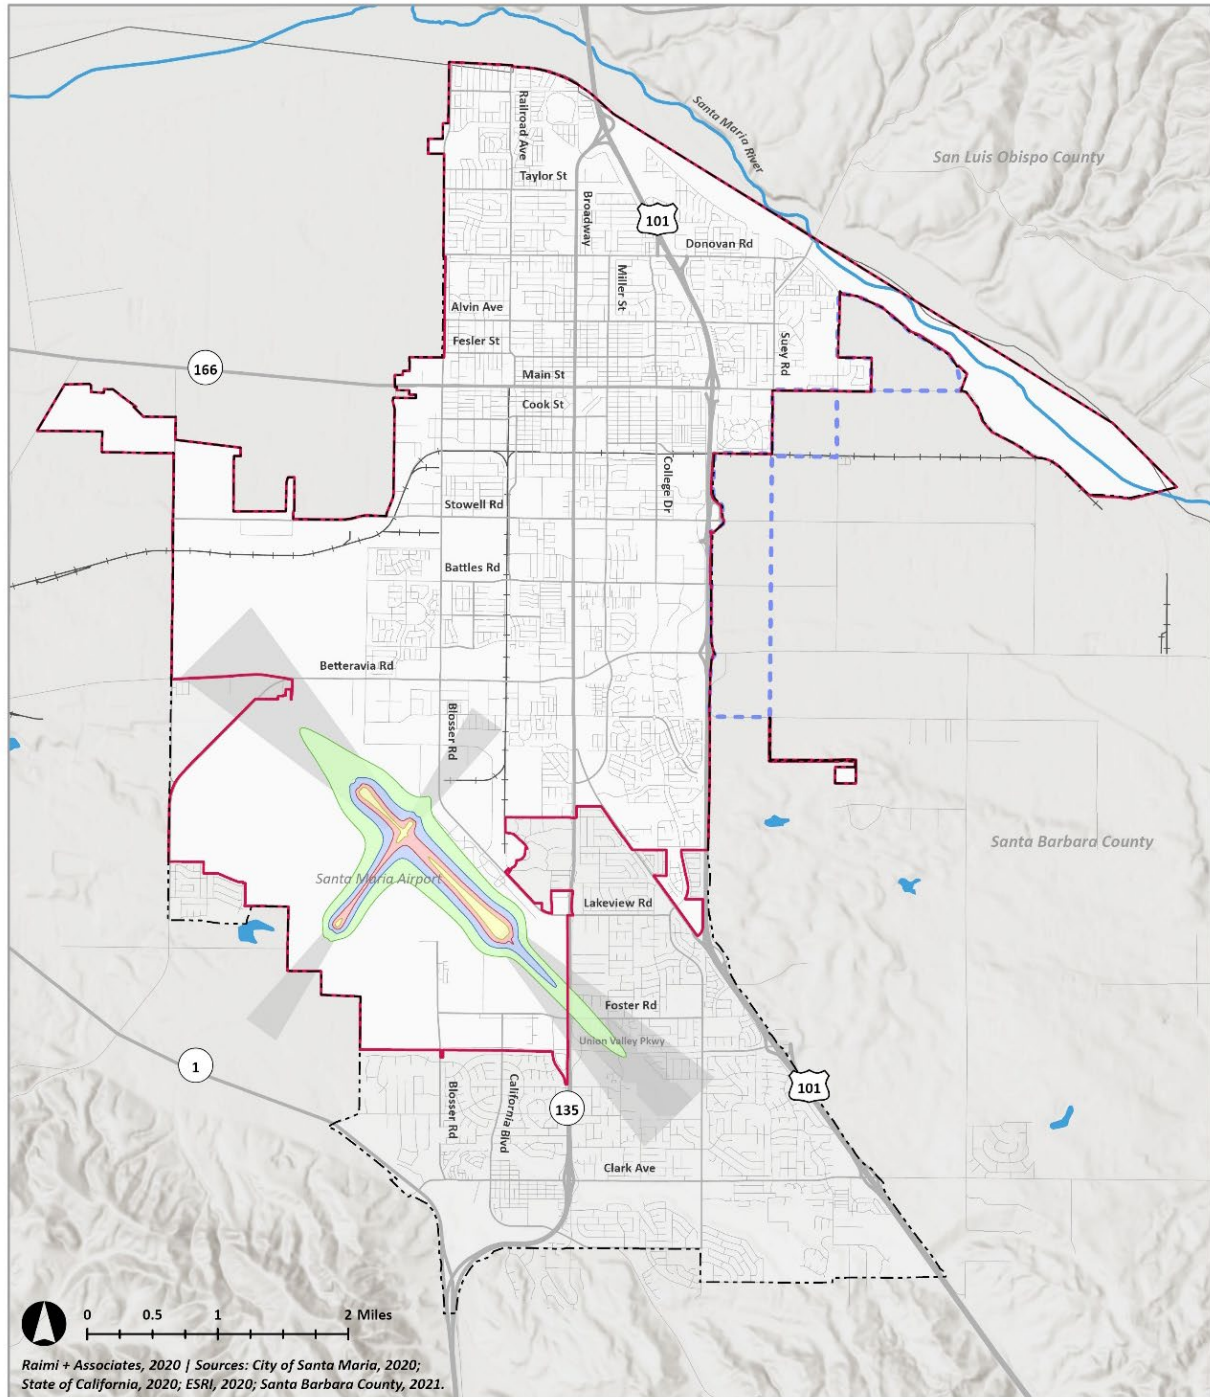 Santa Maria River
San Luis Obispo County
Railroad Ave
Taylor St
Broadway
101
Donovan Rd
Miller St
Alvin Ave
Fesler St
Suey Rd
166
Main St
Cook St
College Dr
Stowell Rd
Battles Rd
Betteravia Rd
Blosser Rd
Santa Barbara County
Santa Maria Airport
Lakeview Rd
Foster Rd
Union Valley Pkwy
1
Blosser Rd
California Blvd
135
101
Clark Ave
0 0.5 1 2 Miles
Raimi + Associates, 2020 | Sources: City of Santa Maria, 2020;
State of California, 2020; ESRI, 2020; Santa Barbara County, 2021.